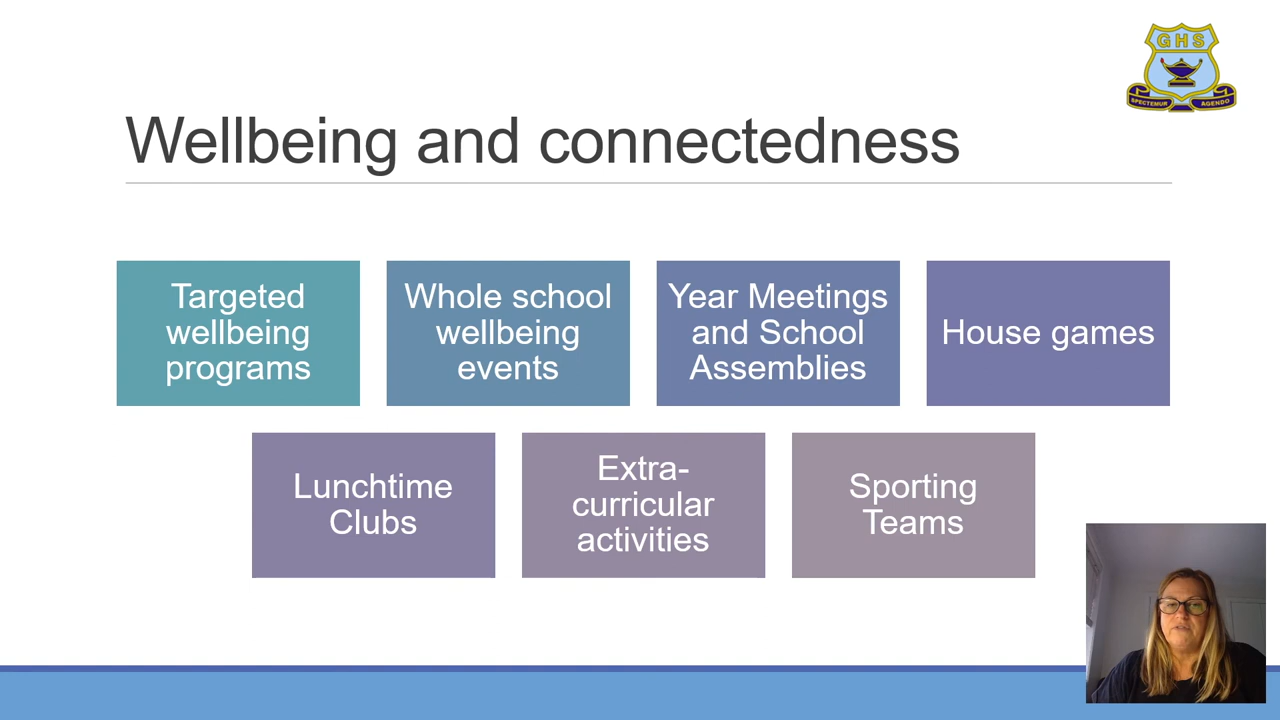 GHS
SPECTEMUR AGENDO
Wellbeing and connectedness
Targeted
wellbeing
programs
Whole school
wellbeing
events
Year Meetings
and School
Assemblies
House games
Lunchtime
Clubs
Extra-
curricular
activities
Sporting
Teams